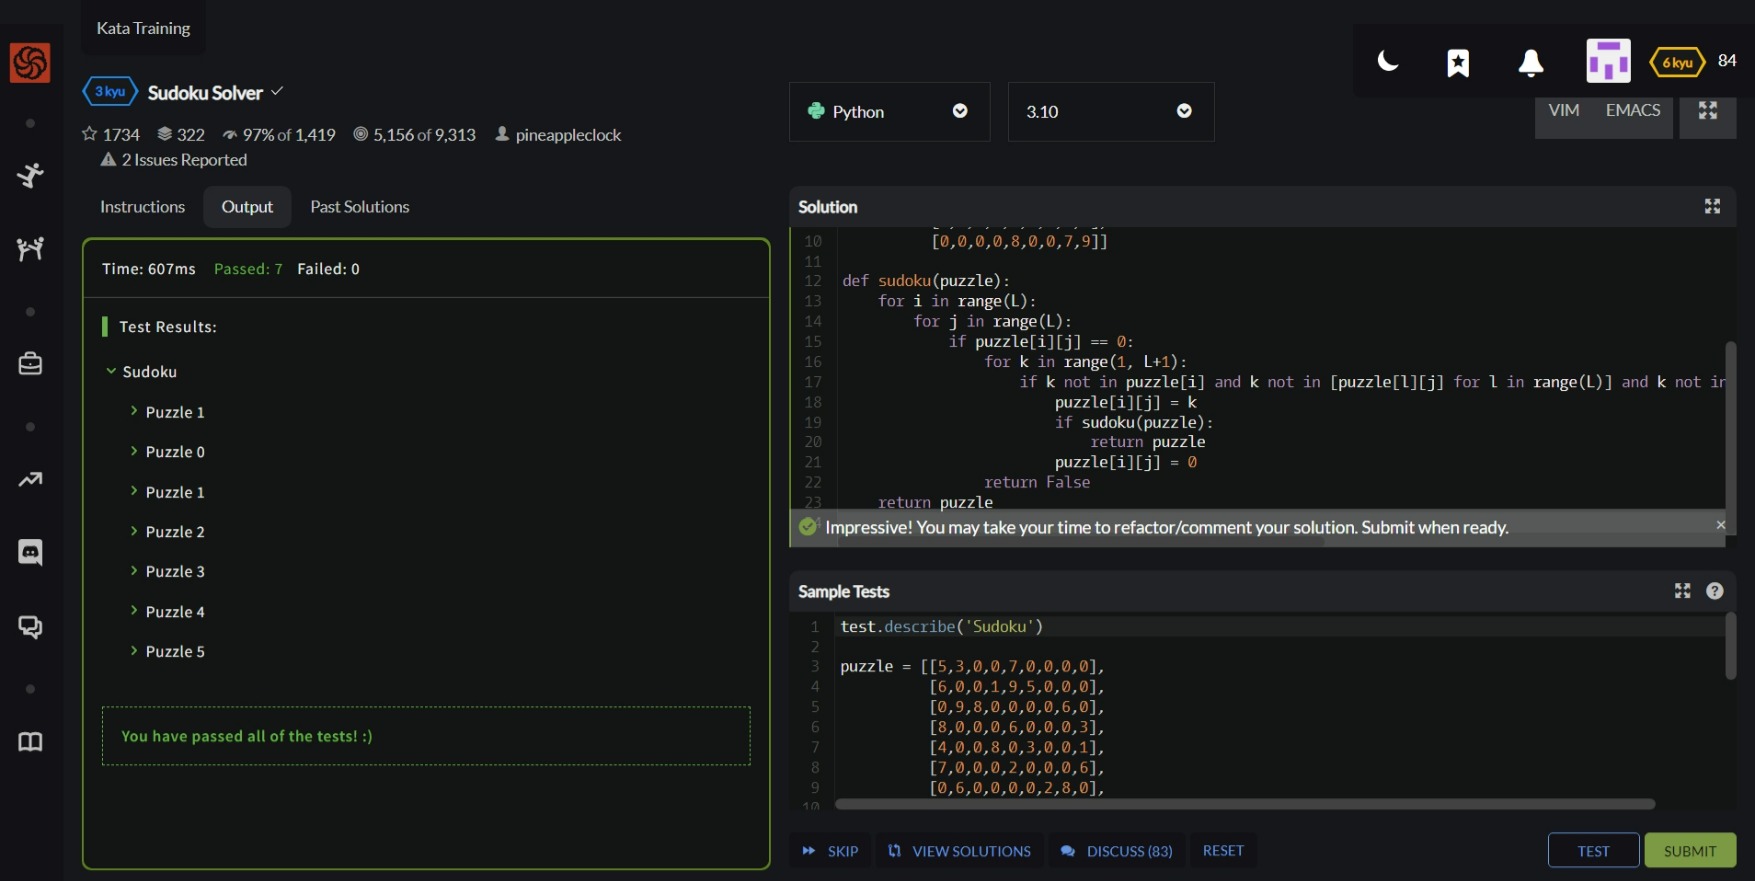 Kata Training
6 kyu 84
3 kyu Sudoku Solver
1734 322 97% of 1,419 5,156 of 9,313 pineappleclock
2 Issues Reported
Python
3.10
VIM EMACS
Instructions Output Past Solutions
Time: 607ms Passed: 7 Failed: 0
Test Results:
Sudoku
Puzzle 1
Puzzle 0
Puzzle 1
Puzzle 2
Puzzle 3
Puzzle 4
Puzzle 5
You have passed all of the tests! :)
Solution
10 [0,0,0,0,8,0,0,7,9]]
11
12 def sudoku(puzzle):
13 for i in range(L):
14 for j in range(L):
15 if puzzle[i][j] == 0:
16 for k in range(1, L+1):
17 if k not in puzzle[i] and k not in [puzzle[l][j] for l in range(L)] and k not in
18 puzzle[i][j] = k
19 if sudoku(puzzle):
20 return puzzle
21 puzzle[i][j] = 0
22 return False
23 return puzzle
Impressive! You may take your time to refactor/comment your solution. Submit when ready.
Sample Tests
1 test.describe('Sudoku')
2
3 puzzle = [[5,3,0,0,7,0,0,0,0],
4 [6,0,0,1,9,5,0,0,0],
5 [0,9,8,0,0,0,0,6,0],
6 [8,0,0,0,6,0,0,0,3],
7 [4,0,0,8,0,3,0,0,1],
8 [7,0,0,0,2,0,0,0,6],
9 [0,6,0,0,0,0,2,8,0],
10
SKIP VIEW SOLUTIONS DISCUSS (83) RESET
TEST SUBMIT